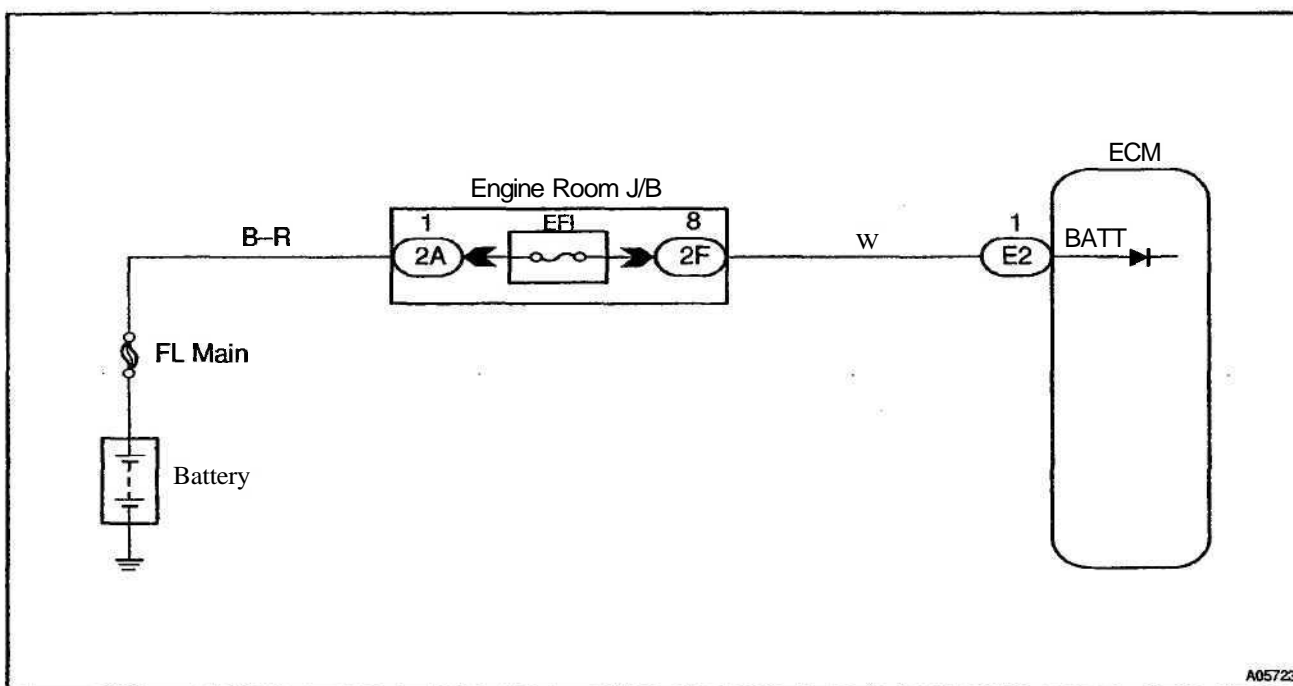 ECM
Engine Room J/B
1
EFI
8
1
B-R
2A
2F
W
E2
BATT
FL Main
Battery
A05723